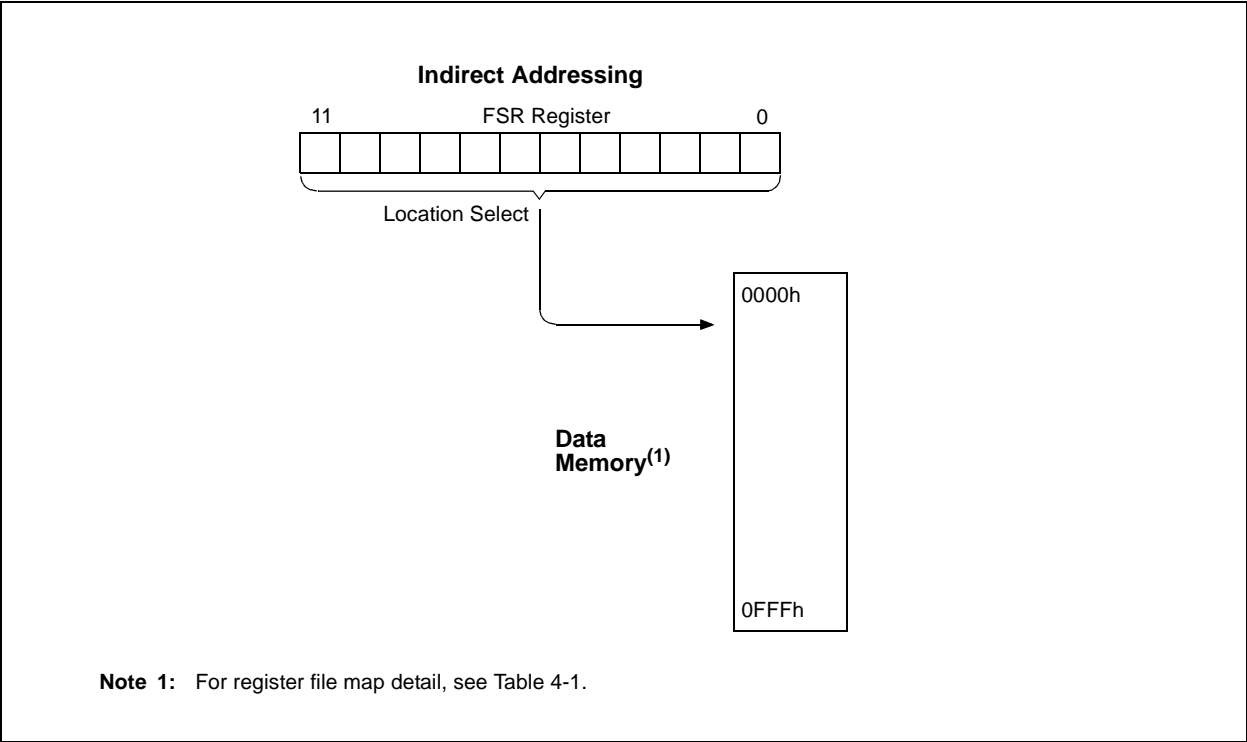 Indirect Addressing
11 FSR Register 0
Location Select
0000h
Data
Memory(1)
0FFFh
Note 1: For register file map detail, see Table 4-1.